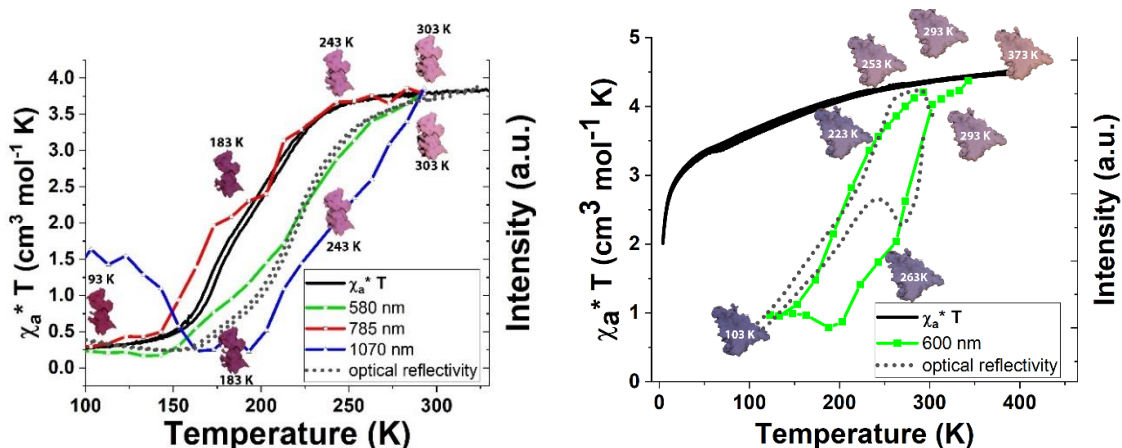 χₐ* T (cm³ mol⁻¹ K)
4.0
3.5
3.0
2.5
2.0
1.5
1.0
0.5
0.0
93 K
183 K
243 K
303 K
303 K
243 K
183 K
χₐ* T
580 nm
785 nm
1070 nm
optical reflectivity
100 150 200 250 300
Temperature (K)
Intensity (a.u.)
χₐ* T (cm³ mol⁻¹ K)
5
4
3
2
1
0
103 K
223 K
253 K
293 K
373 K
293 K
263K
χₐ* T
600 nm
optical reflectivity
0 100 200 300 400
Temperature (K)
Intensity (a.u.)